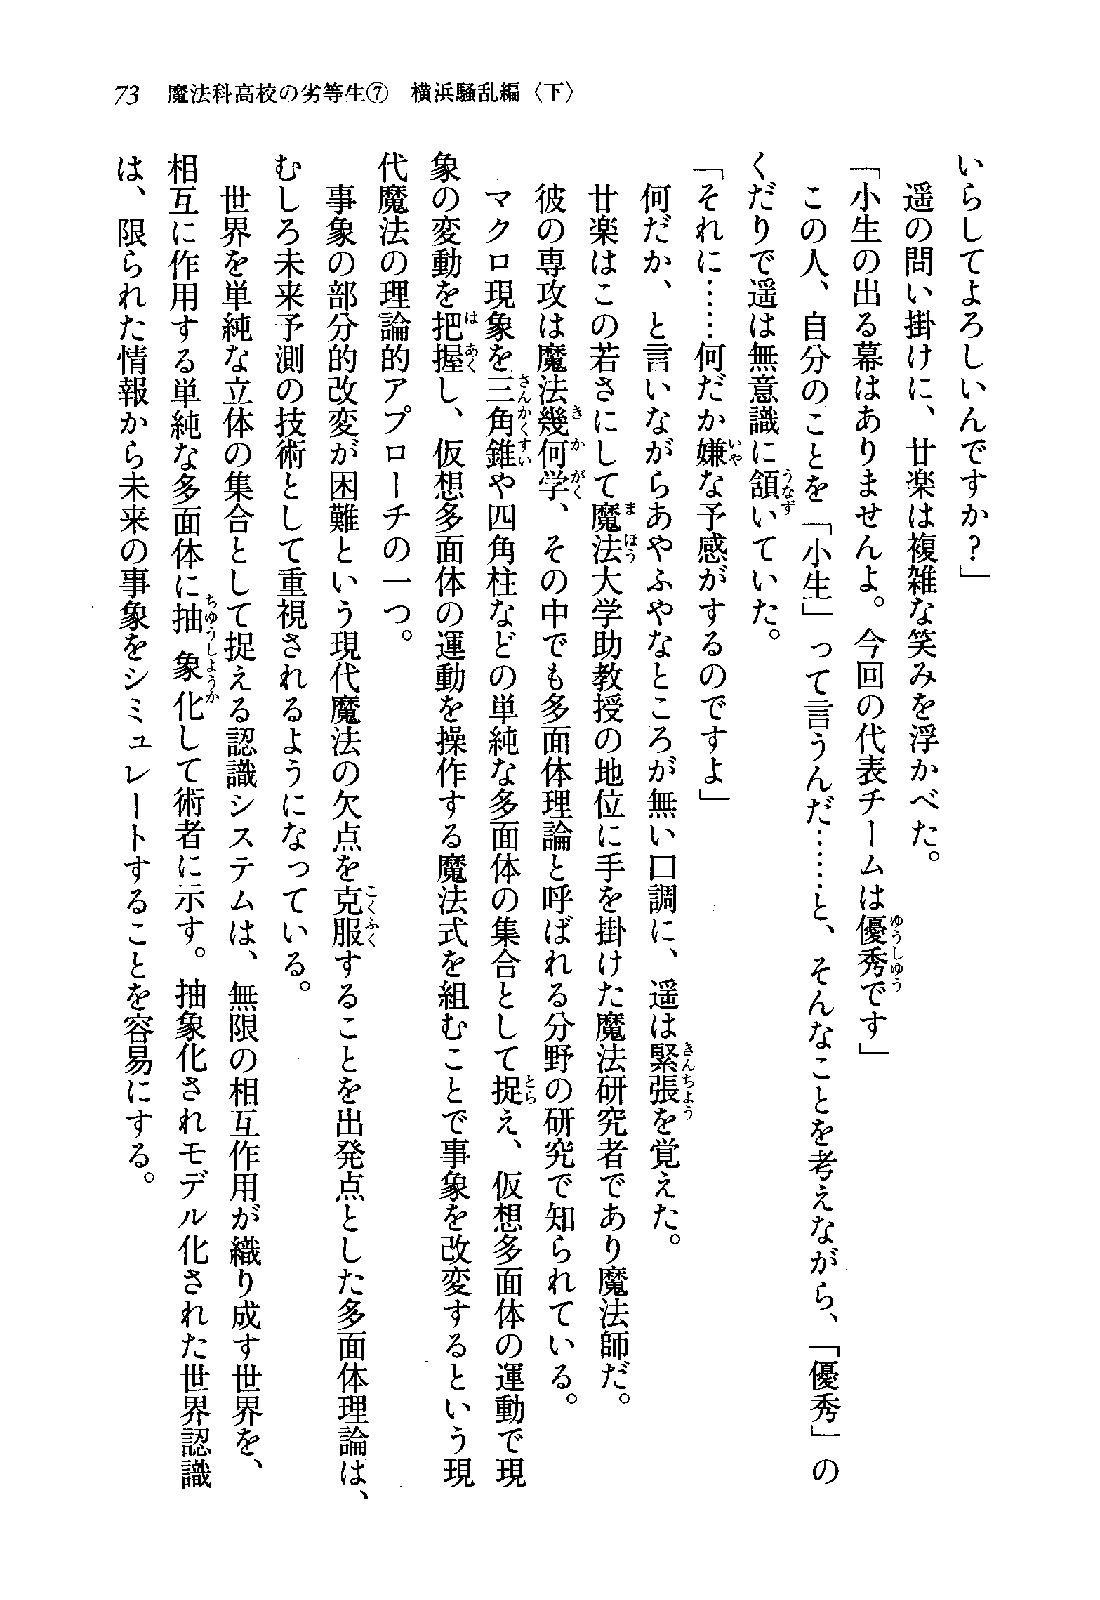 73　魔法科高校の劣等生⑦　横浜騒乱編〈下〉
いらしてよろしいんですか？」
　遥の問い掛けに、廿楽は複雑な笑みを浮かべた。
「小生の出る幕はありませんよ。今回の代表チームは優秀です」
　この人、自分のことを「小生」って言うんだ……と、そんなことを考えながら、「優秀」の
くだりで遥は無意識に頷いていた。
「それに……何だか嫌な予感がするのですよ」
　何だか、と言いながらあやふやなところが無い口調に、遥は緊張を覚えた。
　廿楽はこの若さにして魔法大学助教授の地位に手を掛けた魔法研究者であり魔法師だ。
　彼の専攻は魔法幾何学、その中でも多面体理論と呼ばれる分野の研究で知られている。
　マクロ現象を三角錐や四角柱などの単純な多面体の集合として捉え、仮想多面体の運動で現
象の変動を把握し、仮想多面体の運動を操作する魔法式を組むことで事象を改変するという現
代魔法の理論的アプローチの一つ。
　事象の部分的改変が困難という現代魔法の欠点を克服することを出発点とした多面体理論は、
むしろ未来予測の技術として重視されるようになっている。
　世界を単純な立体の集合として捉える認識システムは、無限の相互作用が織り成す世界を、
相互に作用する単純な多面体に抽象化して術者に示す。抽象化されモデル化された世界認識
は、限られた情報から未来の事象をシミュレートすることを容易にする。